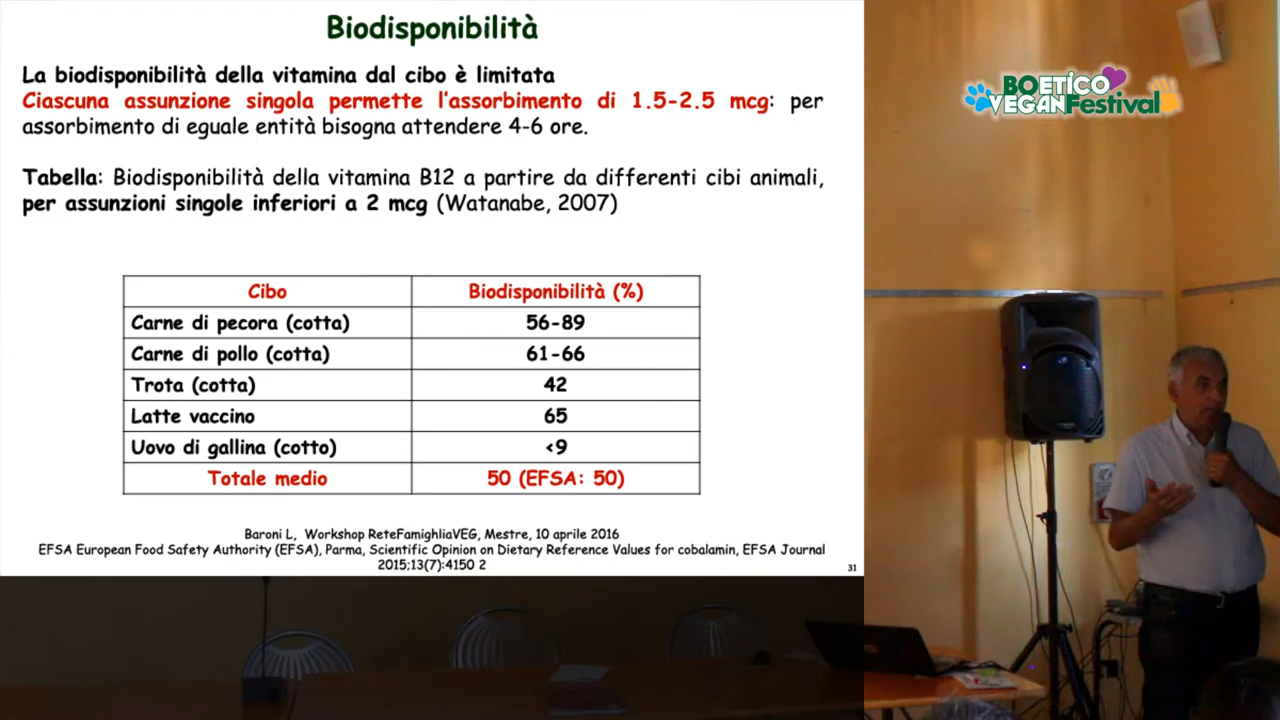 Biodisponibilità
La biodisponibilità della vitamina dal cibo è limitata
Ciascuna assunzione singola permette l'assorbimento di 1.5-2.5 mcg: per
assorbimento di eguale entità bisogna attendere 4-6 ore.
Tabella: Biodisponibilità della vitamina B12 a partire da differenti cibi animali,
per assunzioni singole inferiori a 2 mcg (Watanabe, 2007)
Cibo Biodisponibilità (%)
Carne di pecora (cotta) 56-89
Carne di pollo (cotta) 61-66
Trota (cotta) 42
Latte vaccino 65
Uovo di gallina (cotto) <9
Totale medio 50 (EFSA: 50)
Baroni L, Workshop ReteFamighliaVEG, Mestre, 10 aprile 2016
EFSA European Food Safety Authority (EFSA), Parma, Scientific Opinion on Dietary Reference Values for cobalamin, EFSA Journal
2015;13(7):4150 2
31
BOETICO
VEGANFestival